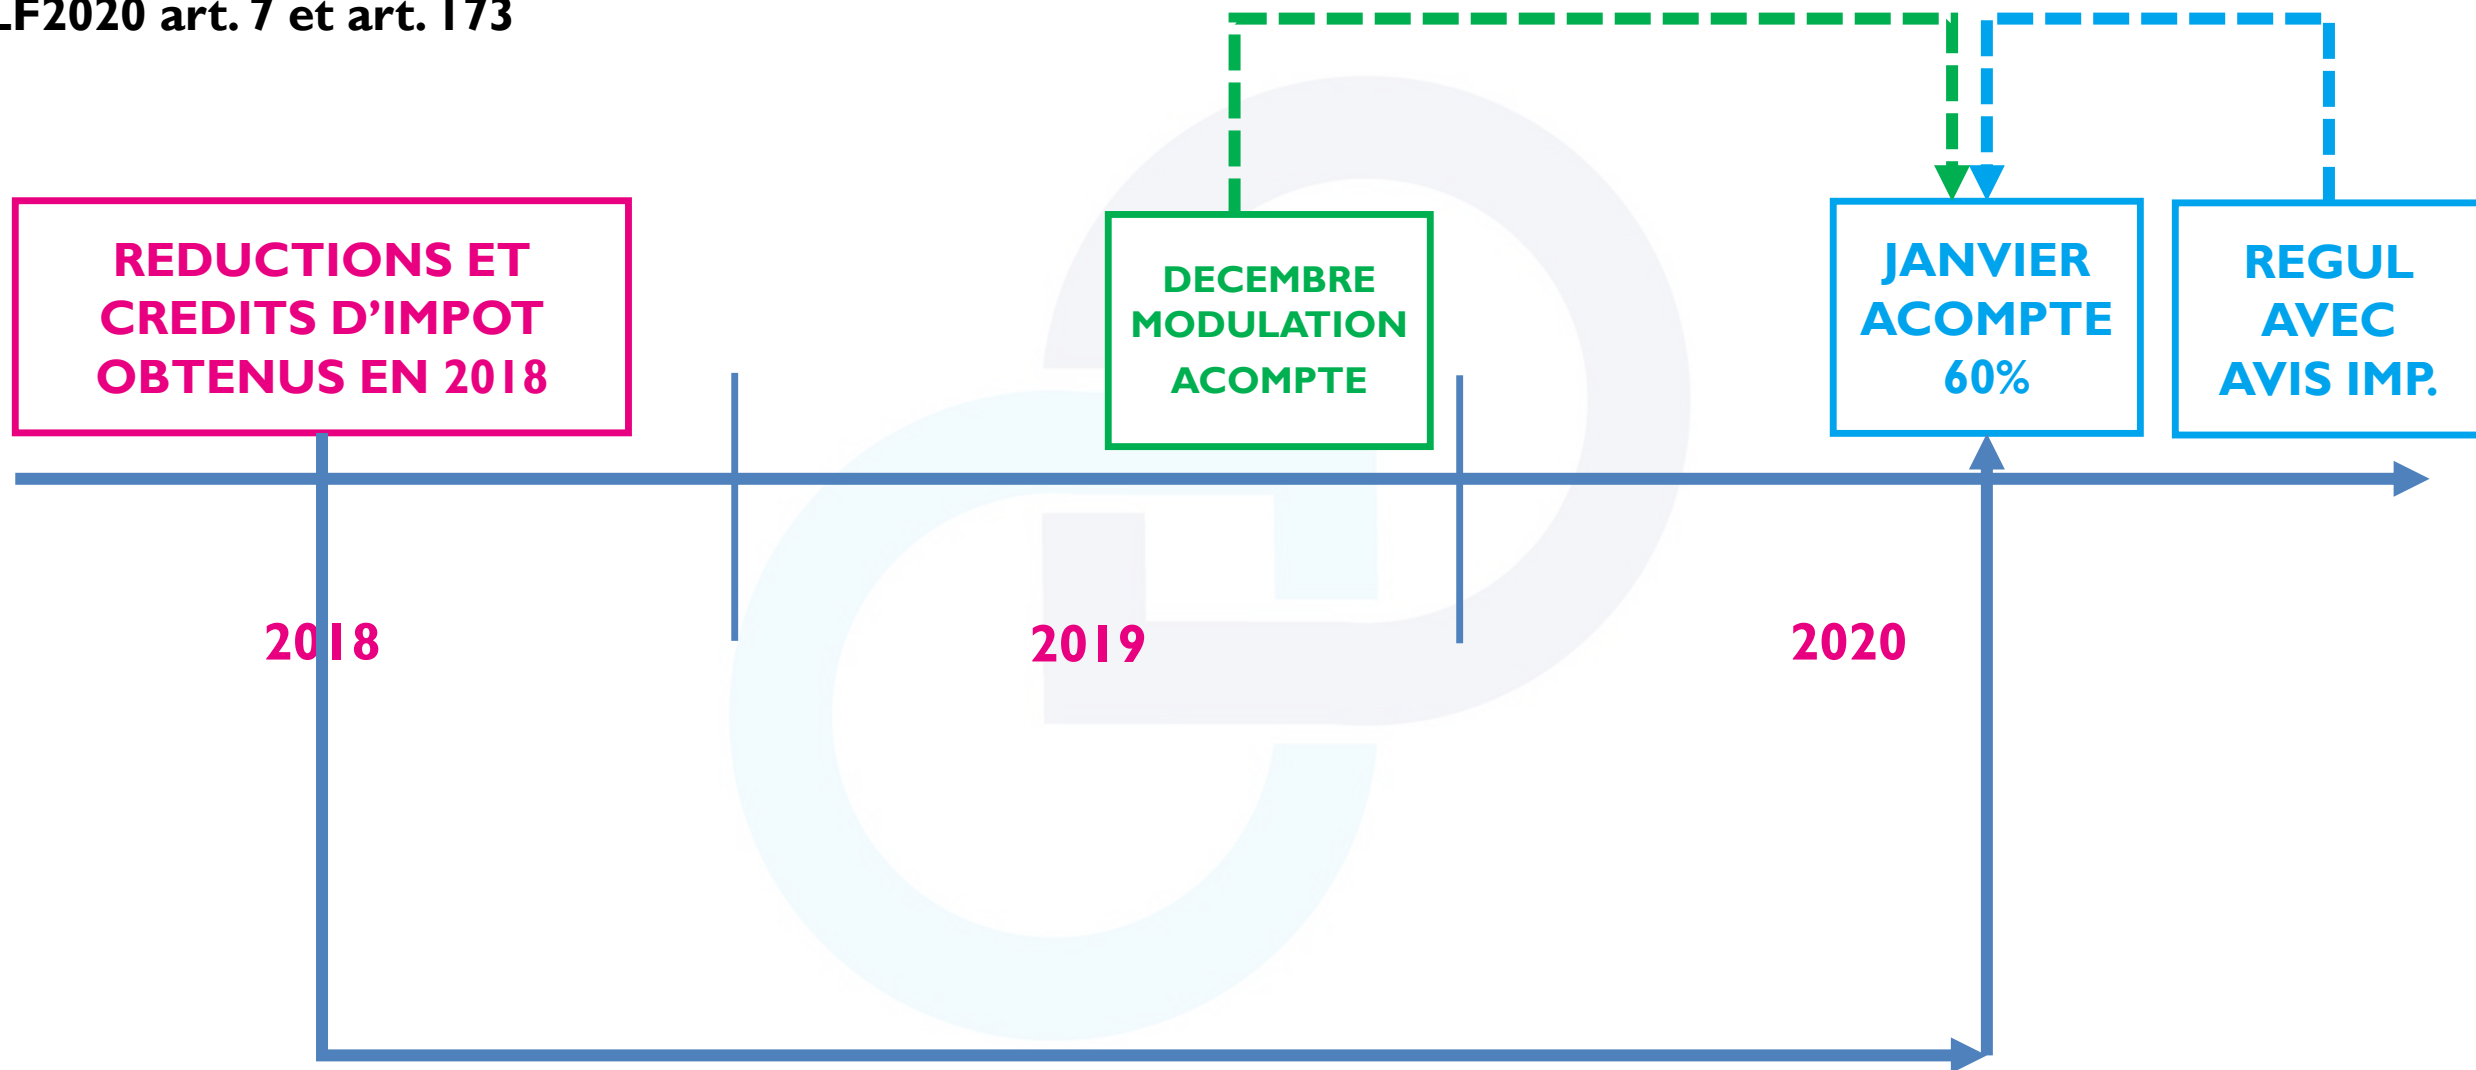 LF2020 art. 7 et art. 173
REDUCTIONS ET
CREDITS D’IMPOT
OBTENUS EN 2018
DECEMBRE
MODULATION
ACOMPTE
JANVIER
ACOMPTE
60%
REGUL
AVEC
AVIS IMP.
2018
2019
2020